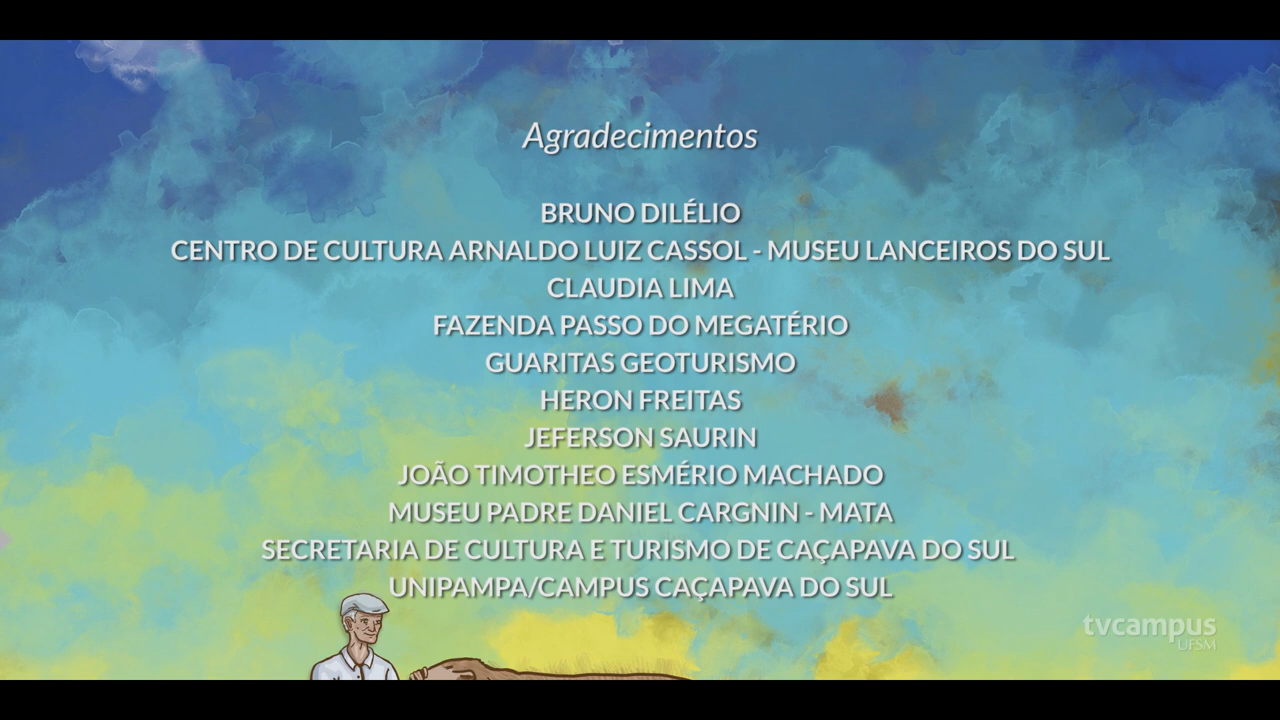 Agradecimentos
BRUNO DILÉLIO
CENTRO DE CULTURA ARNALDO LUIZ CASSOL - MUSEU LANCEIROS DO SUL
CLAUDIA LIMA
FAZENDA PASSO DO MEGATÉRIO
GUARITAS GEOTURISMO
HERON FREITAS
JEFERSON SAURIN
JOÃO TIMOTHEO ESMÉRIO MACHADO
MUSEU PADRE DANIEL CARGNIN - MATA
SECRETARIA DE CULTURA E TURISMO DE CAÇAPAVA DO SUL
UNIPAMPA/CAMPUS CAÇAPAVA DO SUL
tvcampus
UFSM